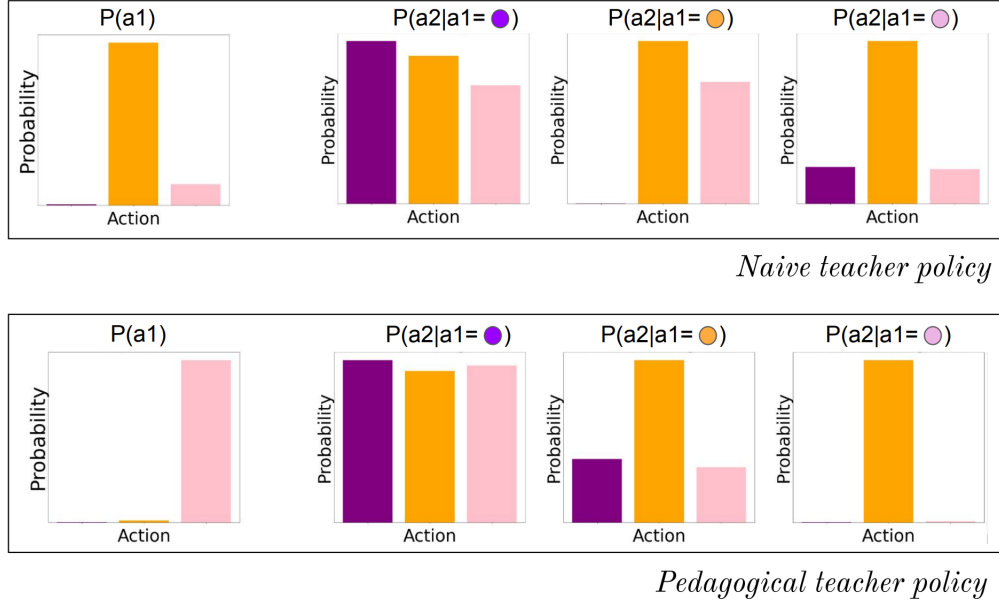 P(a1)
P(a2|a1= )
P(a2|a1= )
P(a2|a1= )
Probability
Probability
Probability
Probability
Action
Action
Action
Action
Naive teacher policy
P(a1)
P(a2|a1= )
P(a2|a1= )
P(a2|a1= )
Probability
Probability
Probability
Probability
Action
Action
Action
Action
Pedagogical teacher policy